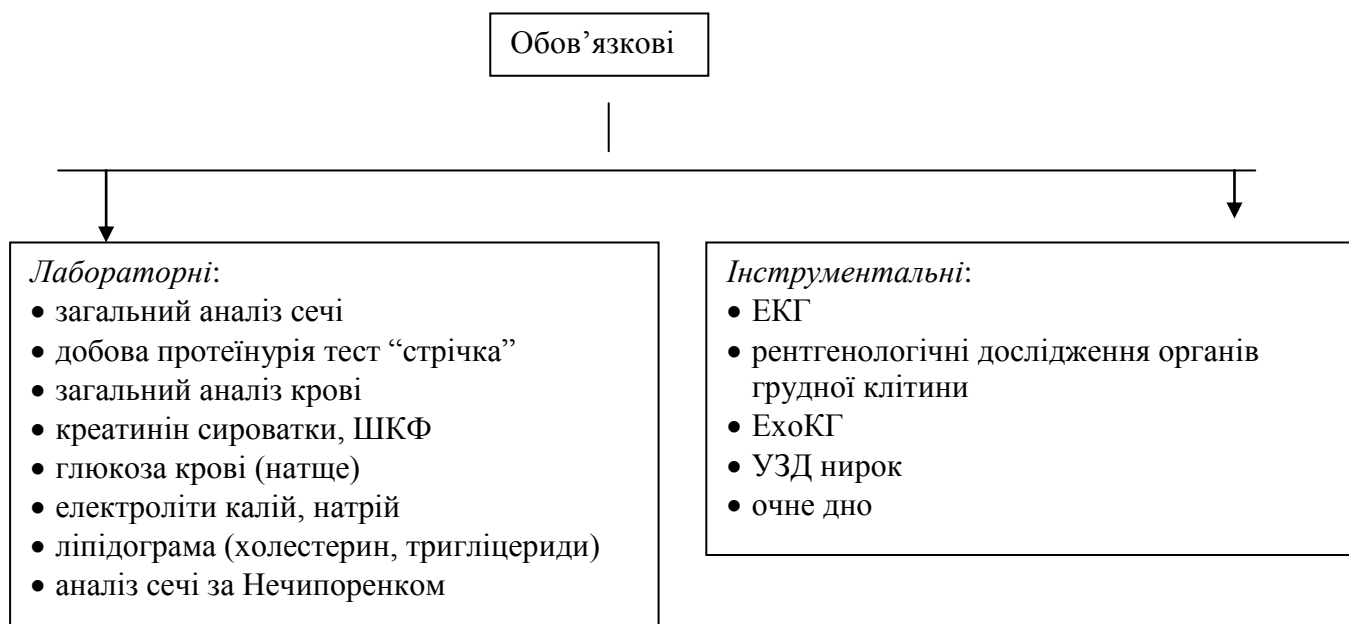 Обов’язкові
Лабораторні:
• загальний аналіз сечі
• добова протеїнурія тест “стрічка”
• загальний аналіз крові
• креатинін сироватки, ШКФ
• глюкоза крові (натще)
• електроліти калій, натрій
• ліпідограма (холестерин, тригліцериди)
• аналіз сечі за Нечипоренком
Інструментальні:
• ЕКГ
• рентгенологічні дослідження органів
грудної клітини
• ЕхоКГ
• УЗД нирок
• очне дно